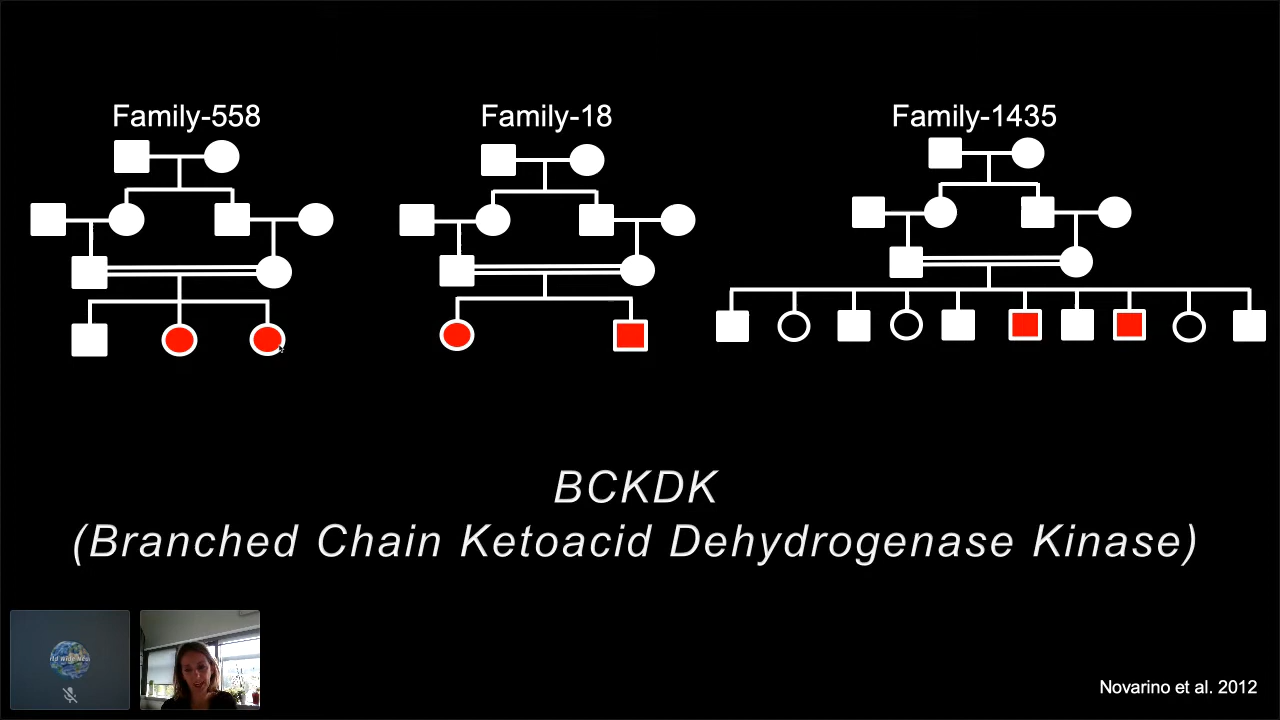 Family-558
Family-18
Family-1435
BCKDK
(Branched Chain Ketoacid Dehydrogenase Kinase)
Novarino et al. 2012